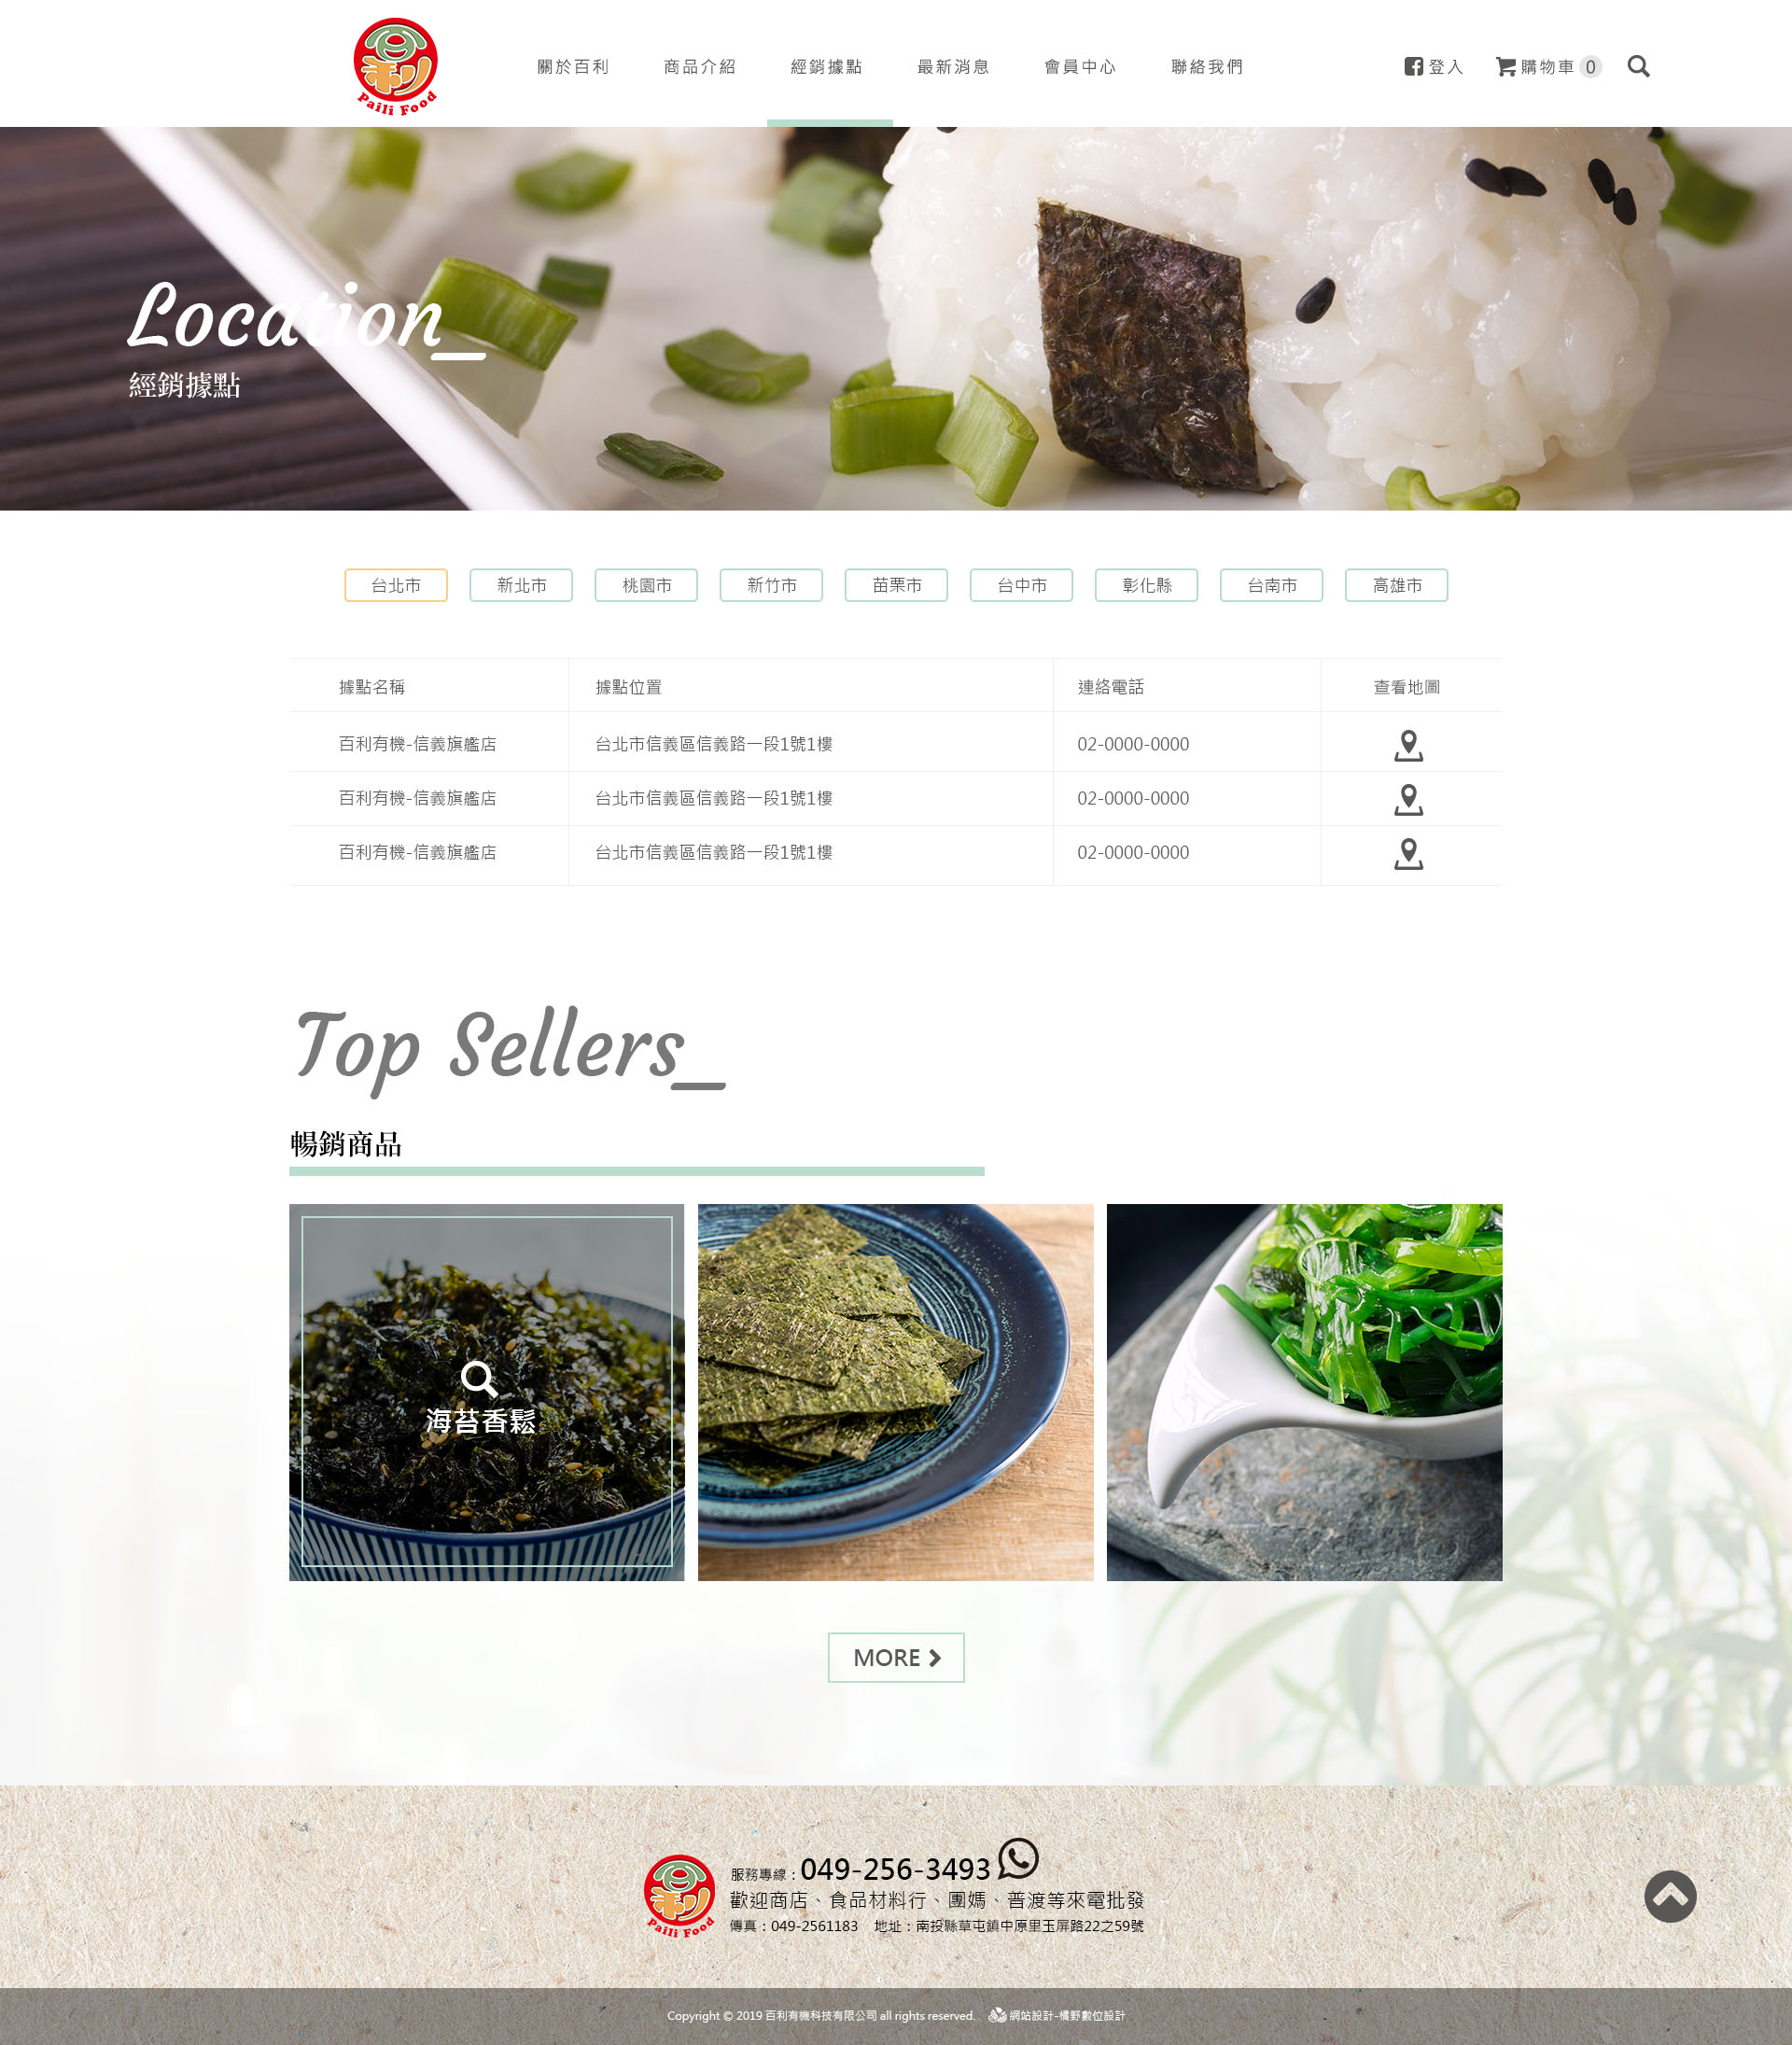 Paili Food
關於百利 商品介紹 經銷據點 最新消息 會員中心 聯絡我們 登入 購物車 0
Location_
經銷據點
台北市 新北市 桃園市 新竹市 苗栗市 台中市 彰化縣 台南市 高雄市
據點名稱 據點位置 連絡電話 查看地圖
百利有機-信義旗艦店 台北市信義區信義路一段1號1樓 02-0000-0000
百利有機-信義旗艦店 台北市信義區信義路一段1號1樓 02-0000-0000
百利有機-信義旗艦店 台北市信義區信義路一段1號1樓 02-0000-0000
Top Sellers_
暢銷商品
海苔香鬆
MORE
Paili Food
服務專線：049-256-3493
歡迎商店、食品材料行、團媽、普渡等來電批發
傳真：049-2561183 地址：南投縣草屯鎮中原里玉屏路22之59號
Copyright © 2019 百利有機科技有限公司 all rights reserved. 網站設計-橘野數位設計